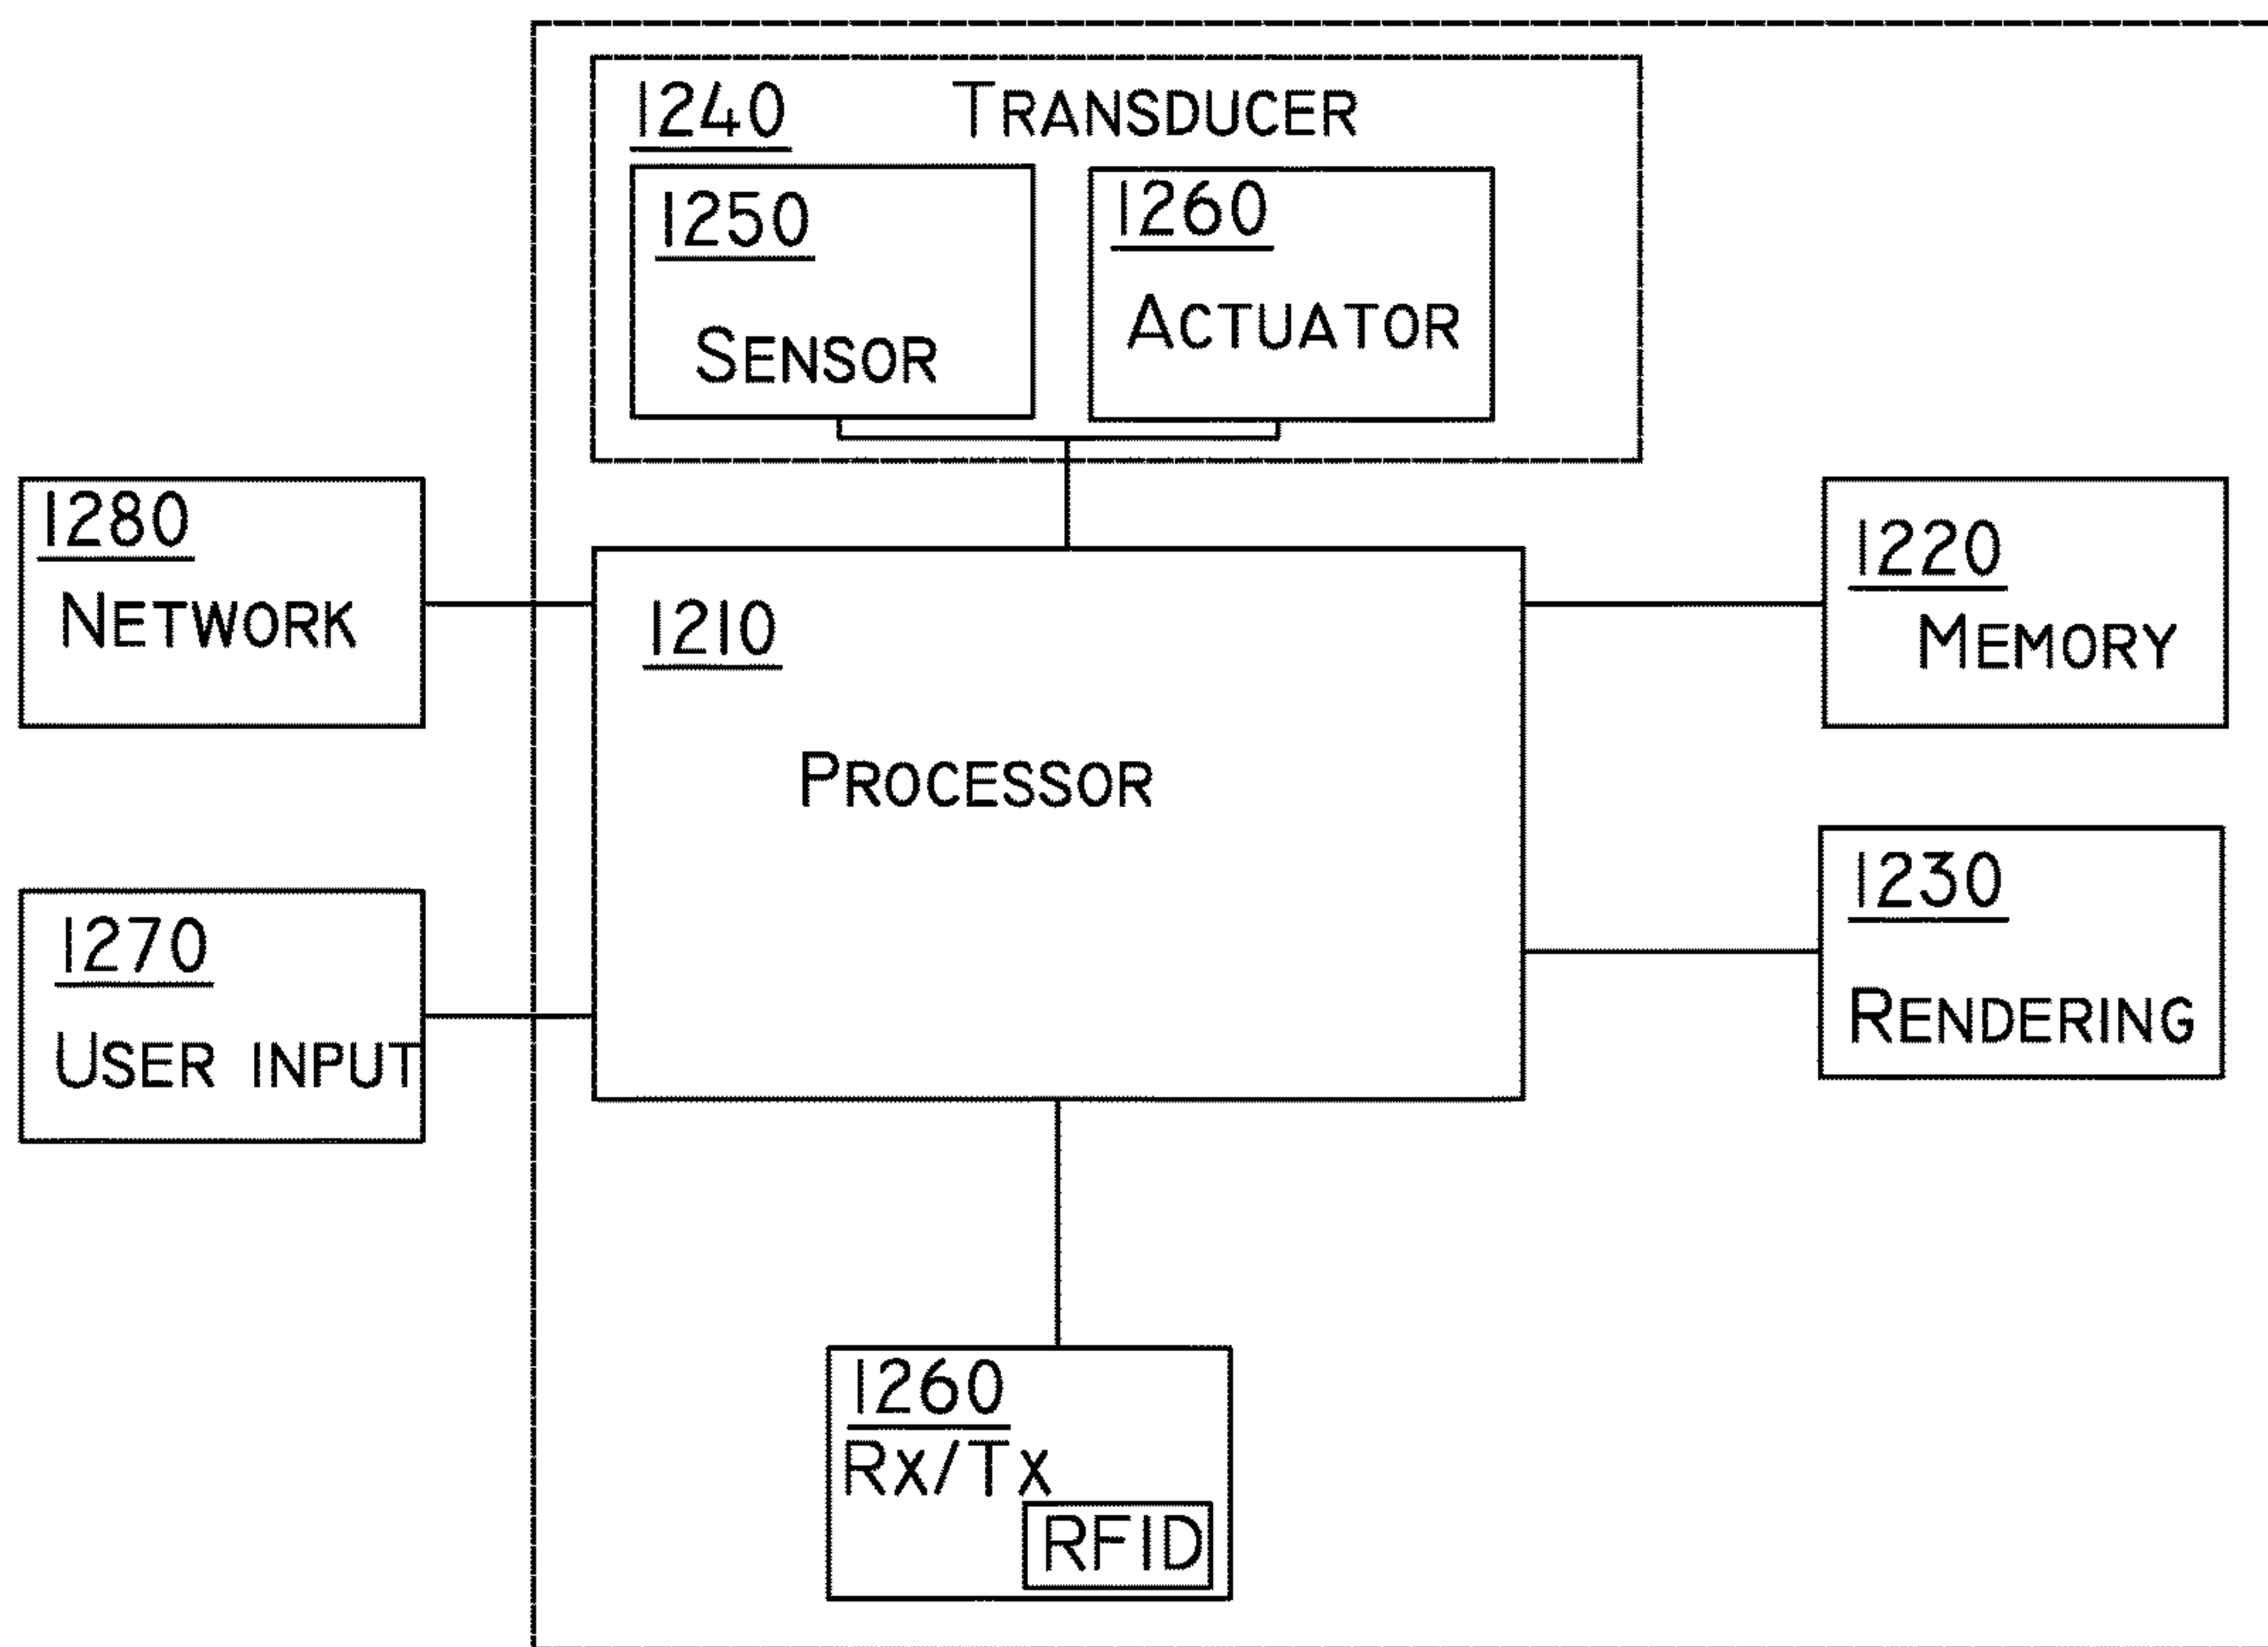 1240 TRANSDUCER
1250
SENSOR
1260
ACTUATOR
1280
NETWORK
1210
PROCESSOR
1220
MEMORY
1270
USER INPUT
1230
RENDERING
1260
RX/TX
RFID